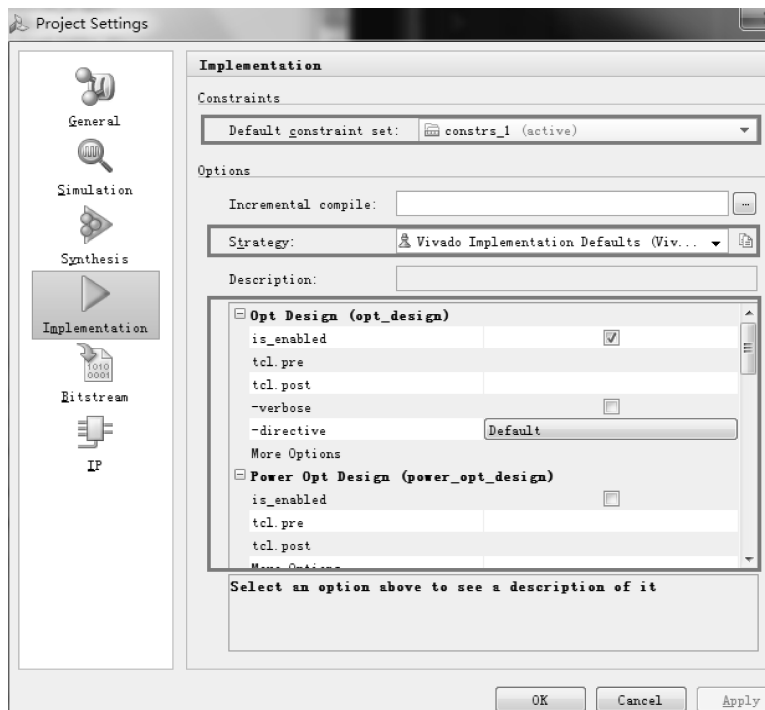 Project Settings
General
Simulation
Synthesis
Implementation
Bitstream
IP
Implementation
Constraints
Default constraint set: constrs_1 (active)
Options
Incremental compile: ...
Strategy: Vivado Implementation Defaults (Viv...
Description:
Opt Design (opt_design)
is_enabled
tcl.pre
tcl.post
-verbose
-directive Default
More Options
Power Opt Design (power_opt_design)
is_enabled
tcl.pre
tcl.post
More Options
Select an option above to see a description of it
OK Cancel Apply